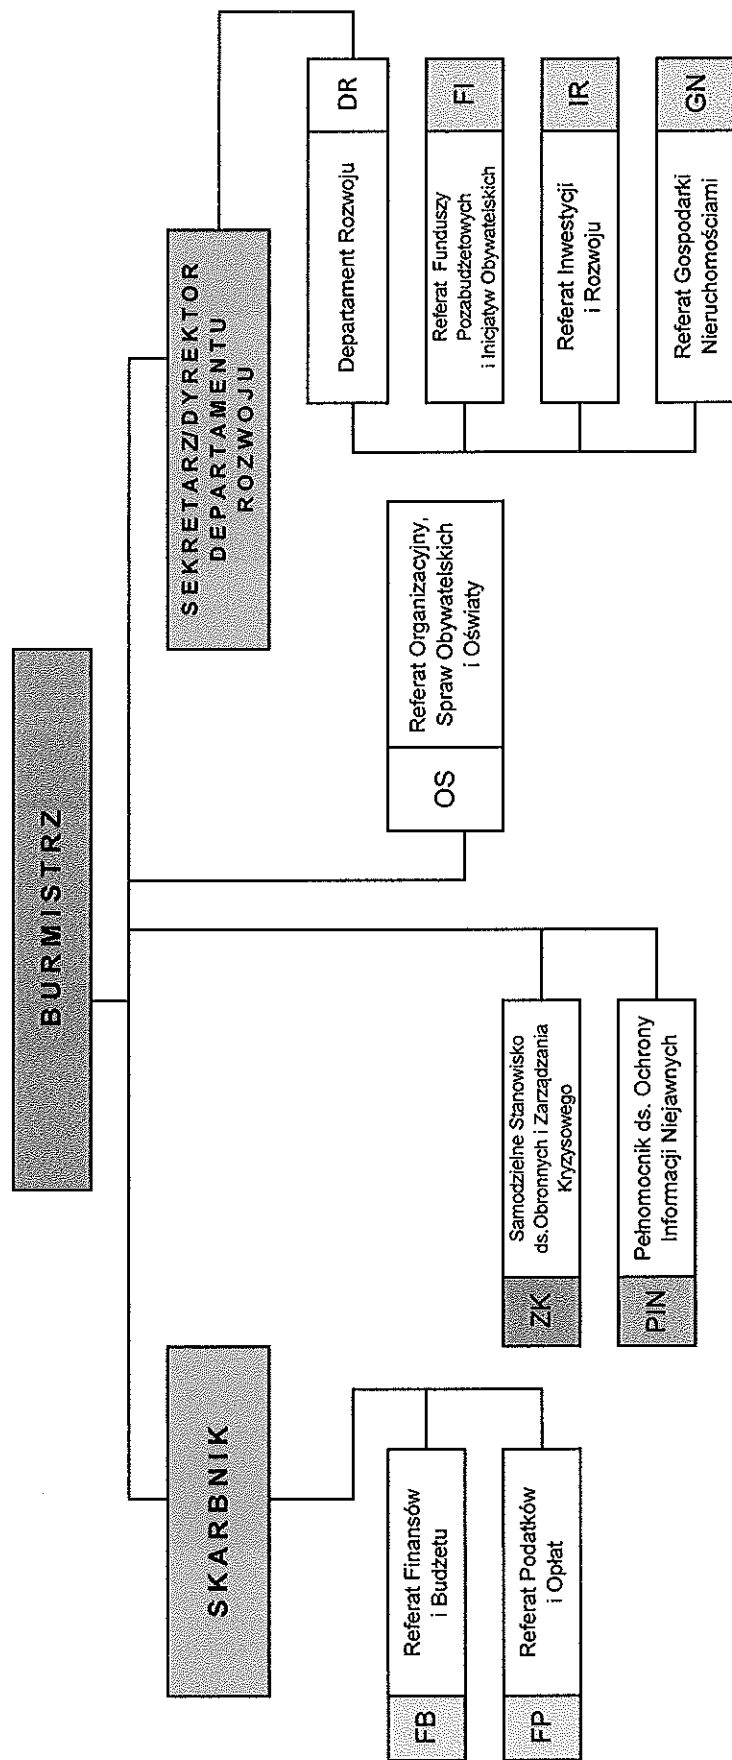 BURMISTRZ
SKARBNIK
SEKRETARZ/DYREKTOR
DEPARTAMENTU
ROZWOJU
FB
Referat Finansów
i Budżetu
FP
Referat Podatków
i Opłat
ZK
Samodzielne Stanowisko
ds.Obronnych i Zarządzania
Kryzysowego
PIN
Pełnomocnik ds. Ochrony
Informacji Niejawnych
OS
Referat Organizacyjny,
Spraw Obywatelskich
i Oświaty
Departament Rozwoju
DR
Referat Funduszy
Pozabudżetowych
i Inicjatyw Obywatelskich
FI
Referat Inwestycji
i Rozwoju
IR
Referat Gospodarki
Nieruchomościami
GN